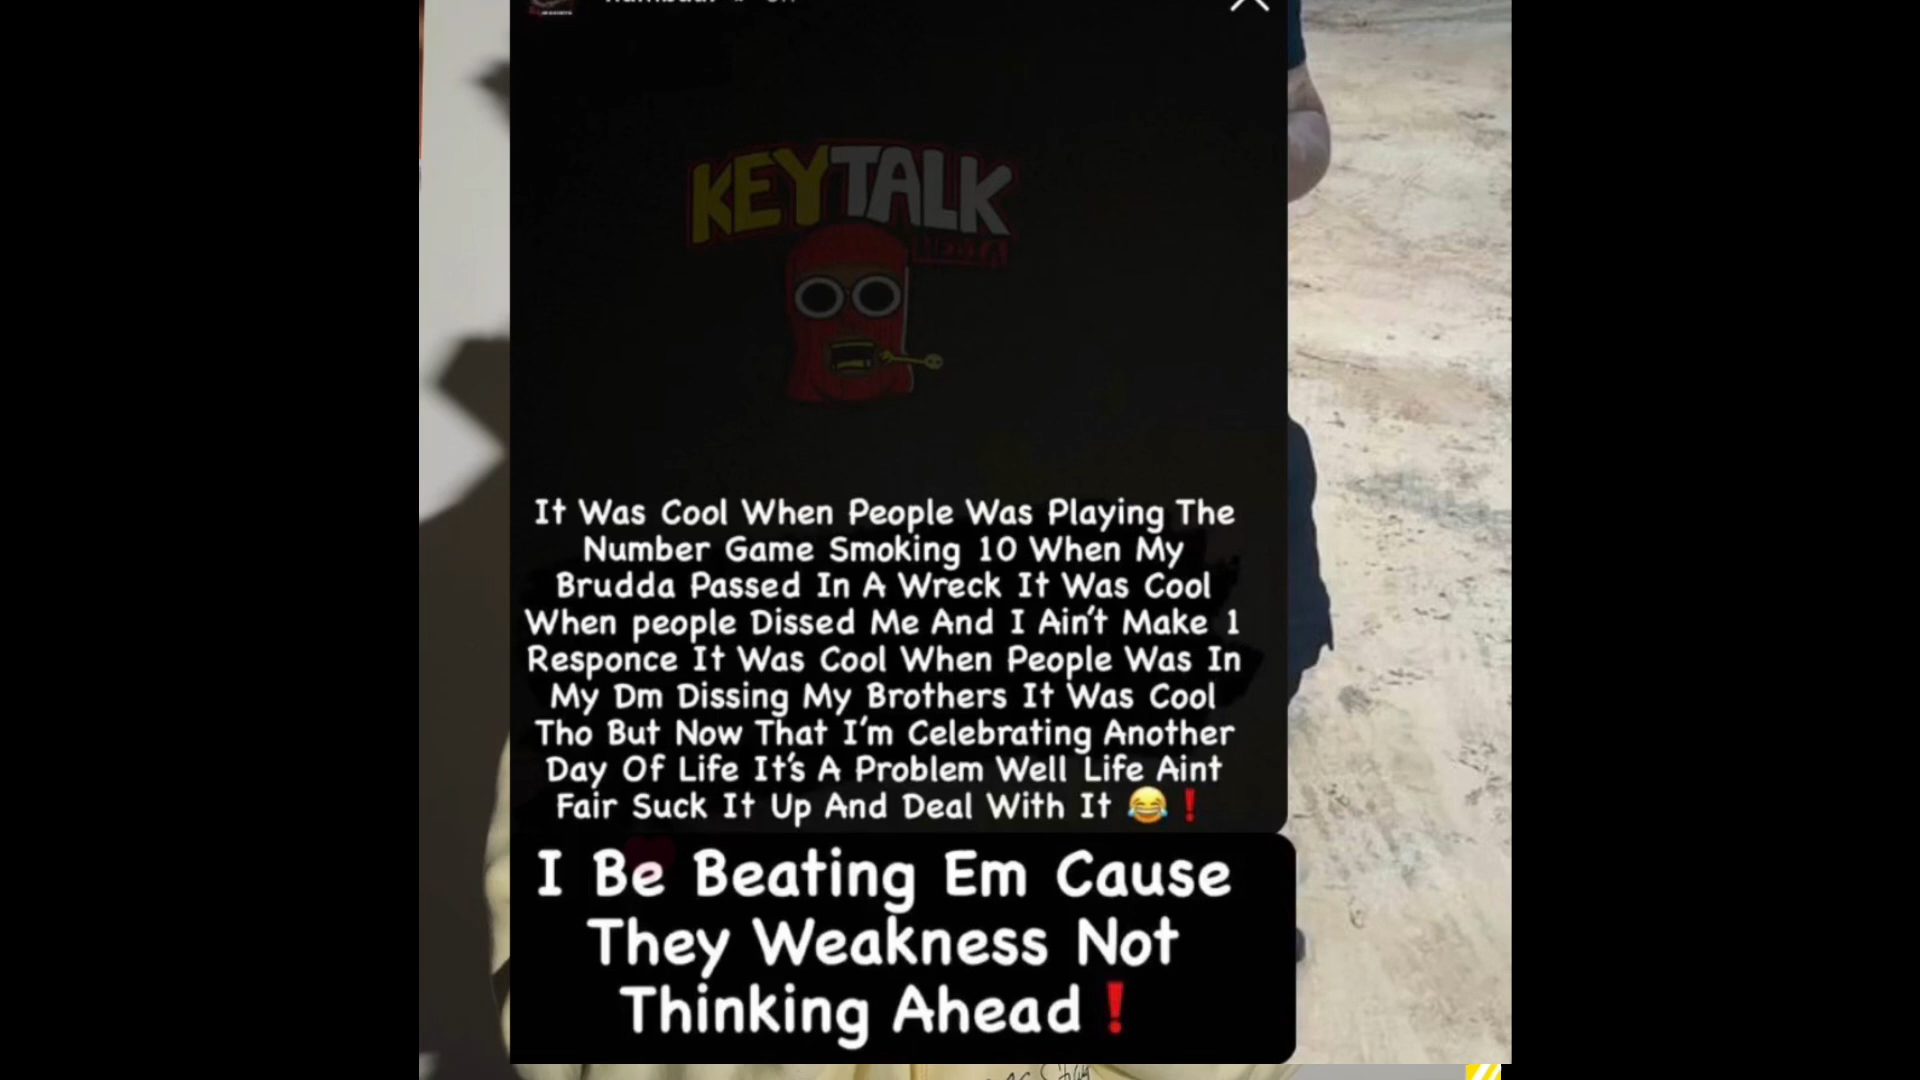 KEYTALK
MEDIA
It Was Cool When People Was Playing The
Number Game Smoking 10 When My
Brudda Passed In A Wreck It Was Cool
When people Dissed Me And I Ain't Make 1
Responce It Was Cool When People Was In
My Dm Dissing My Brothers It Was Cool
Tho But Now That I'm Celebrating Another
Day Of Life It's A Problem Well Life Aint
Fair Suck It Up And Deal With It 😂❗
I Be Beating Em Cause
They Weakness Not
Thinking Ahead❗